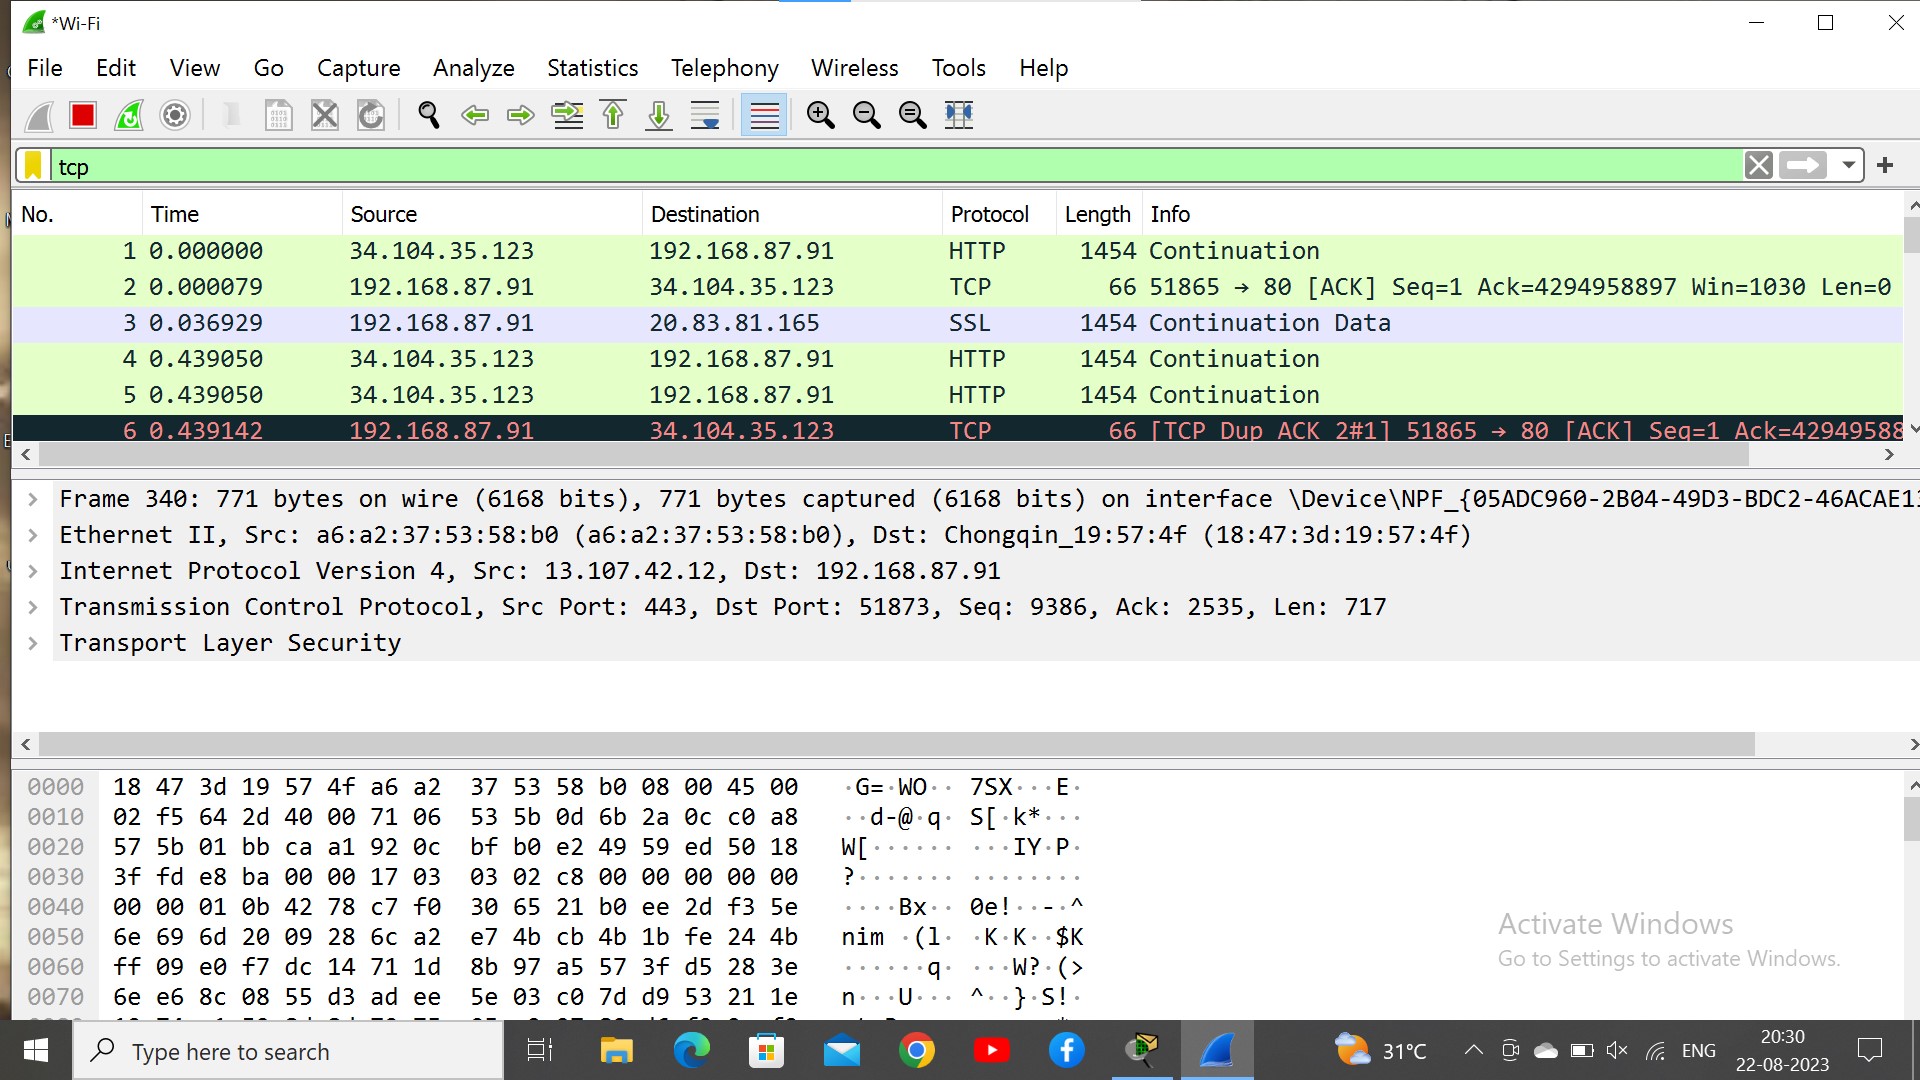 *Wi-Fi
File Edit View Go Capture Analyze Statistics Telephony Wireless Tools Help
tcp
No. Time Source Destination Protocol Length Info
1 0.000000 34.104.35.123 192.168.87.91 HTTP 1454 Continuation
2 0.000079 192.168.87.91 34.104.35.123 TCP 66 51865 → 80 [ACK] Seq=1 Ack=4294958897 Win=1030 Len=0
3 0.036929 192.168.87.91 20.83.81.165 SSL 1454 Continuation Data
4 0.439050 34.104.35.123 192.168.87.91 HTTP 1454 Continuation
5 0.439050 34.104.35.123 192.168.87.91 HTTP 1454 Continuation
6 0.439142 192.168.87.91 34.104.35.123 TCP 66 [TCP Dup ACK 2#1] 51865 → 80 [ACK] Seq=1 Ack=42949588
Frame 340: 771 bytes on wire (6168 bits), 771 bytes captured (6168 bits) on interface \Device\NPF_{05ADC960-2B04-49D3-BDC2-46ACAE1
Ethernet II, Src: a6:a2:37:53:58:b0 (a6:a2:37:53:58:b0), Dst: Chongqin_19:57:4f (18:47:3d:19:57:4f)
Internet Protocol Version 4, Src: 13.107.42.12, Dst: 192.168.87.91
Transmission Control Protocol, Src Port: 443, Dst Port: 51873, Seq: 9386, Ack: 2535, Len: 717
Transport Layer Security
0000 18 47 3d 19 57 4f a6 a2 37 53 58 b0 08 00 45 00 ·G=·WO·· 7SX···E·
0010 02 f5 64 2d 40 00 71 06 53 5b 0d 6b 2a 0c c0 a8 ··d-@·q· S[·k*···
0020 57 5b 01 bb ca a1 92 0c bf b0 e2 49 59 ed 50 18 W[······ ···IY·P·
0030 3f fd e8 ba 00 00 17 03 03 02 c8 00 00 00 00 00 ?······· ········
0040 00 00 01 0b 42 78 c7 f0 30 65 21 b0 ee 2d f3 5e ····Bx·· 0e!··-·^
0050 6e 69 6d 20 09 28 6c a2 e7 4b cb 4b 1b fe 24 4b nim ·(l· ·K·K··$K
0060 ff 09 e0 f7 dc 14 71 1d 8b 97 a5 57 3f d5 28 3e ······q· ···W?·(>
0070 6e e6 8c 08 55 d3 ad ee 5e 03 c0 7d d9 53 21 1e n···U··· ^··}·S!·
Activate Windows
Go to Settings to activate Windows.
Type here to search
31°C
ENG
20:30
22-08-2023